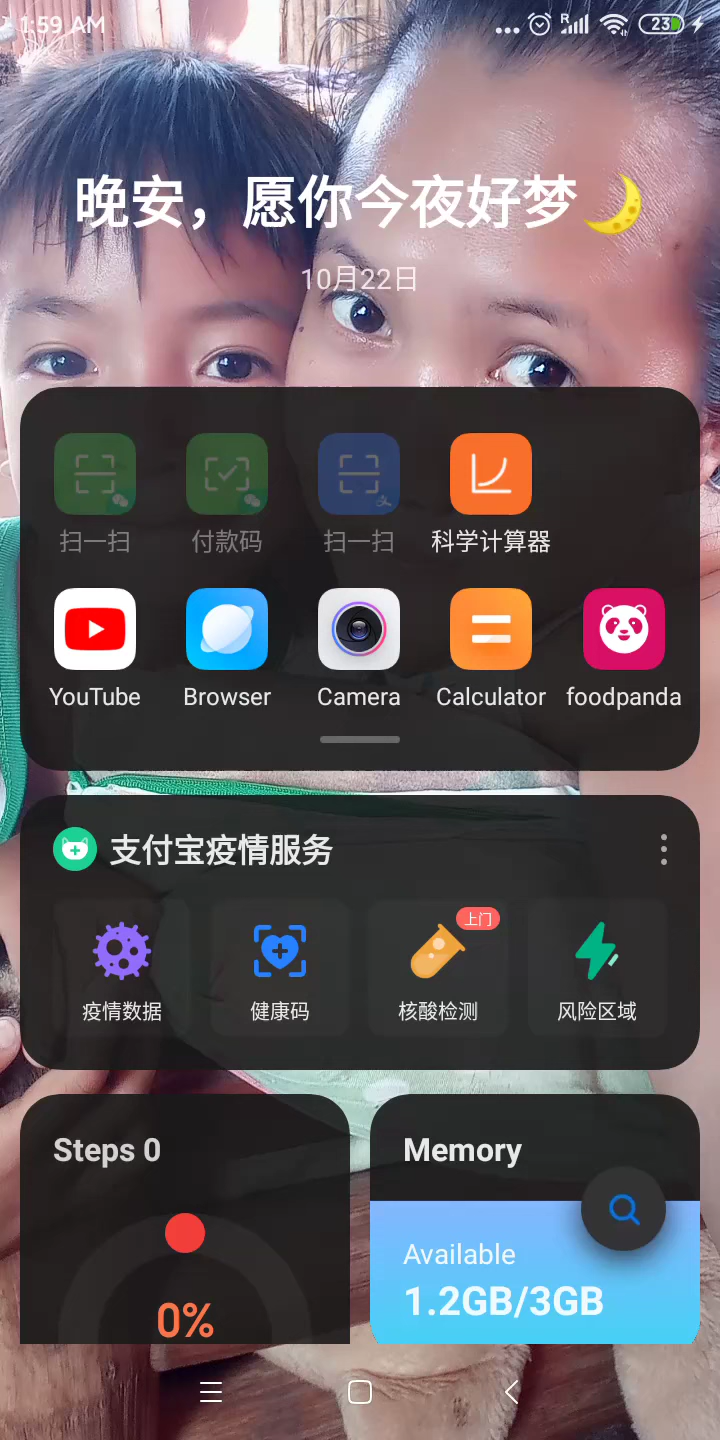 1:59 AM
R
23
晚安，愿你今夜好梦🌙
10月22日
扫一扫 付款码 扫一扫 科学计算器
YouTube Browser Camera Calculator foodpanda
支付宝疫情服务
上门
疫情数据 健康码 核酸检测 风险区域
Steps 0
Memory
Available
1.2GB/3GB
0%